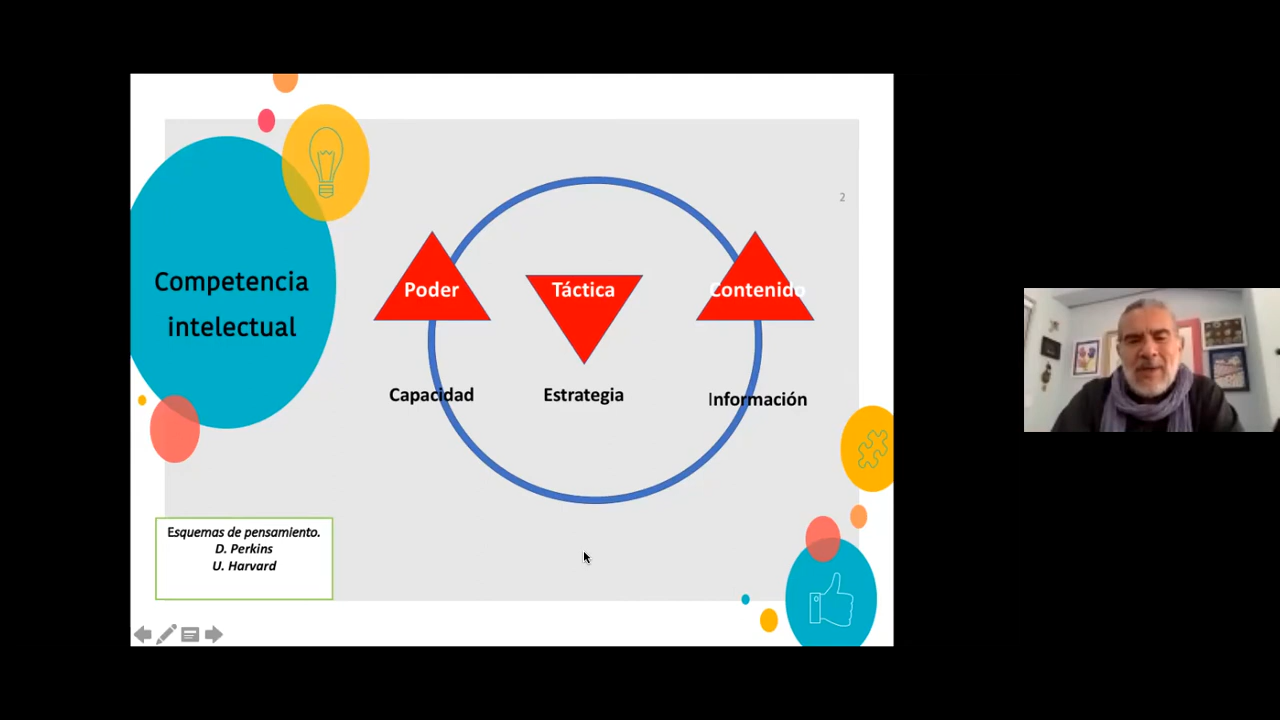 2
Competencia
intelectual
Poder
Táctica
Contenido
Capacidad
Estrategia
Información
Esquemas de pensamiento.
D. Perkins
U. Harvard